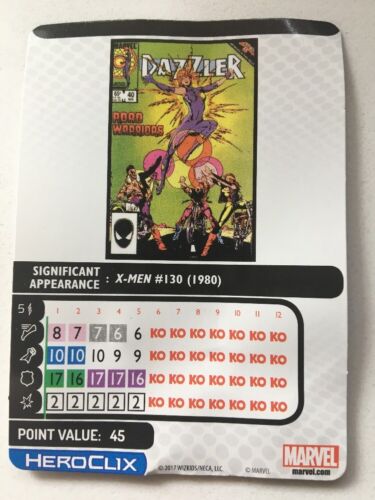 MARVEL
60¢
40
NOV
DAZZLER
ROAD
WARRIORS
SIGNIFICANT
APPEARANCE : X-MEN #130 (1980)
5 1 2 3 4 5 6 7 8 9 10 11 12
8 7 7 6 6 KO KO KO KO KO KO KO
10 10 10 9 9 KO KO KO KO KO KO KO
17 16 17 16 16 KO KO KO KO KO KO KO
2 2 2 2 2 KO KO KO KO KO KO KO
POINT VALUE: 45
HEROCLIX
© 2017 WIZKIDS/NECA, LLC. © MARVEL
MARVEL
marvel.com